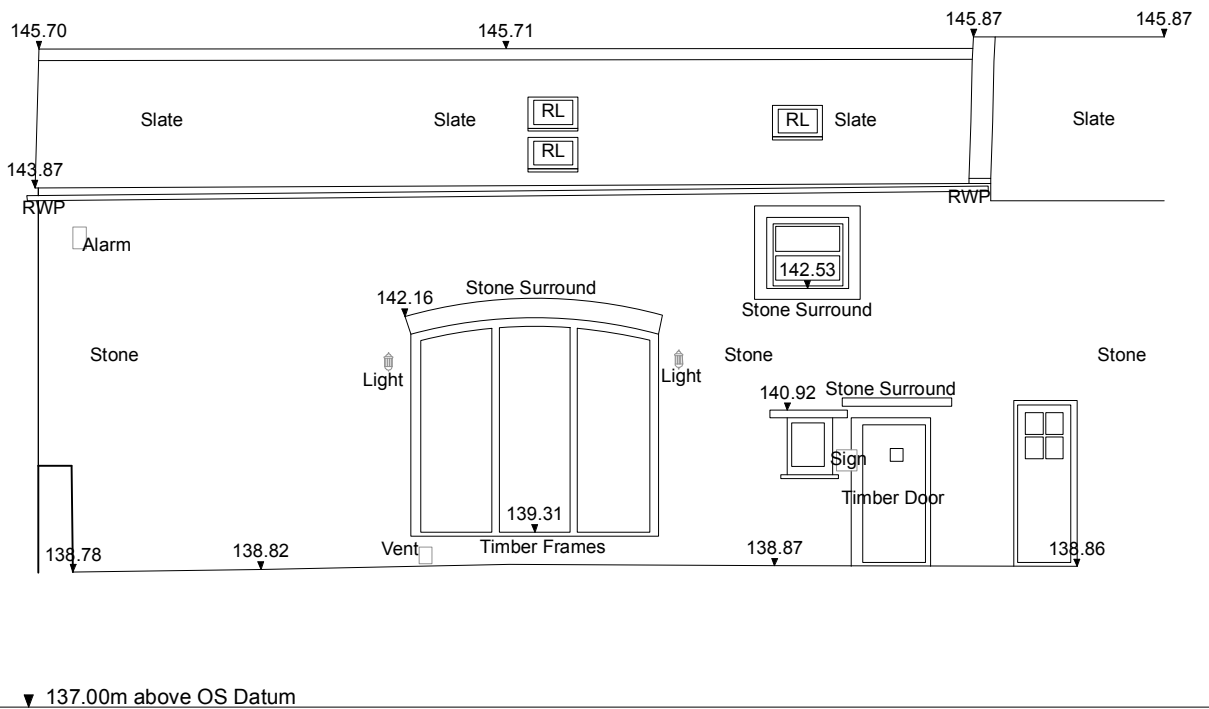 145.70
145.71
145.87
145.87
Slate
Slate
RL
RL
Slate
Slate
RL
143.87
RWP
RWP
Alarm
142.53
Stone Surround
142.16
Stone Surround
Stone
Light
Light
Stone
Stone
140.92
Stone Surround
Sign
Timber Door
139.31
138.78
138.82
Vent
Timber Frames
138.87
138.86
137.00m above OS Datum